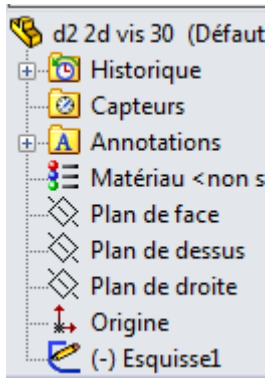 d2 2d vis 30 (Défaut
Historique
Capteurs
Annotations
Matériau <non s
Plan de face
Plan de dessus
Plan de droite
Origine
(-) Esquisse1